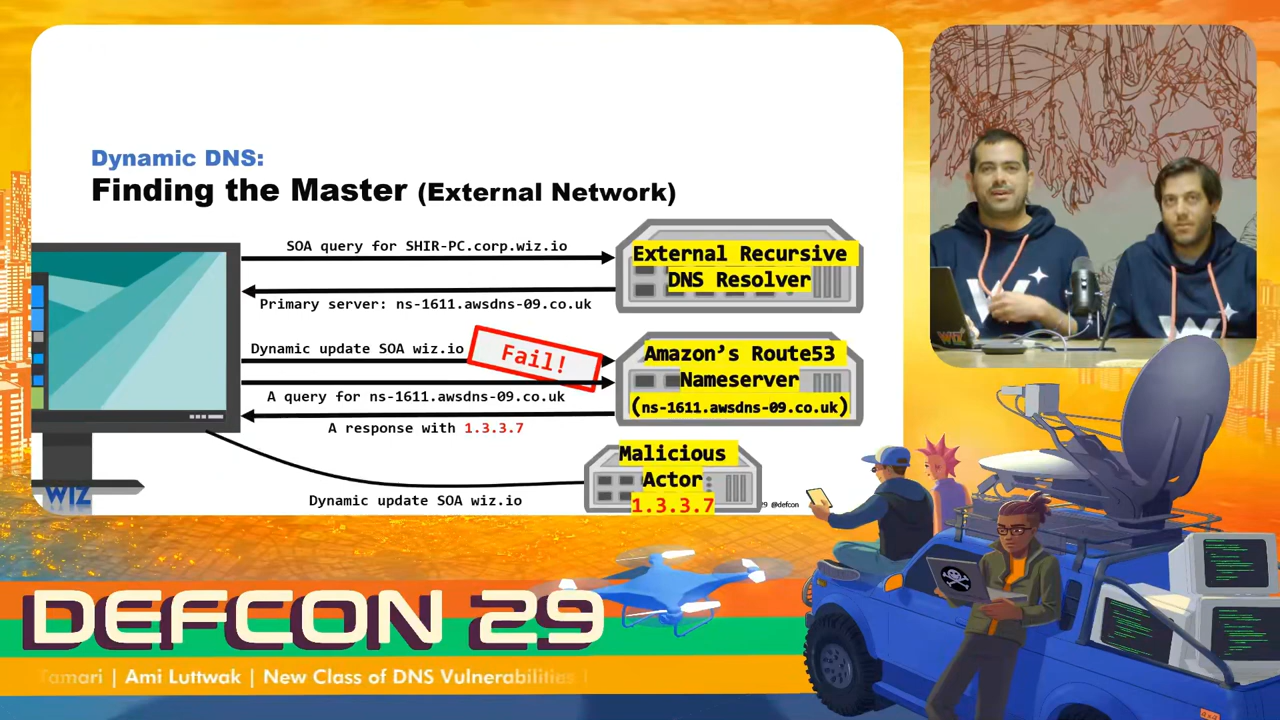 Dynamic DNS:
Finding the Master (External Network)
SOA query for SHIR-PC.corp.wiz.io
External Recursive
DNS Resolver
Primary server: ns-1611.awsdns-09.co.uk
Dynamic update SOA wiz.io
Fail!
Amazon's Route53
Nameserver
(ns-1611.awsdns-09.co.uk)
A query for ns-1611.awsdns-09.co.uk
A response with 1.3.3.7
Malicious
Actor
1.3.3.7
Dynamic update SOA wiz.io
WIZ
29 @defcon
W
WIZ
W
DEFCON 29
Tamari | Ami Luttwak | New Class of DNS Vulnerabilities